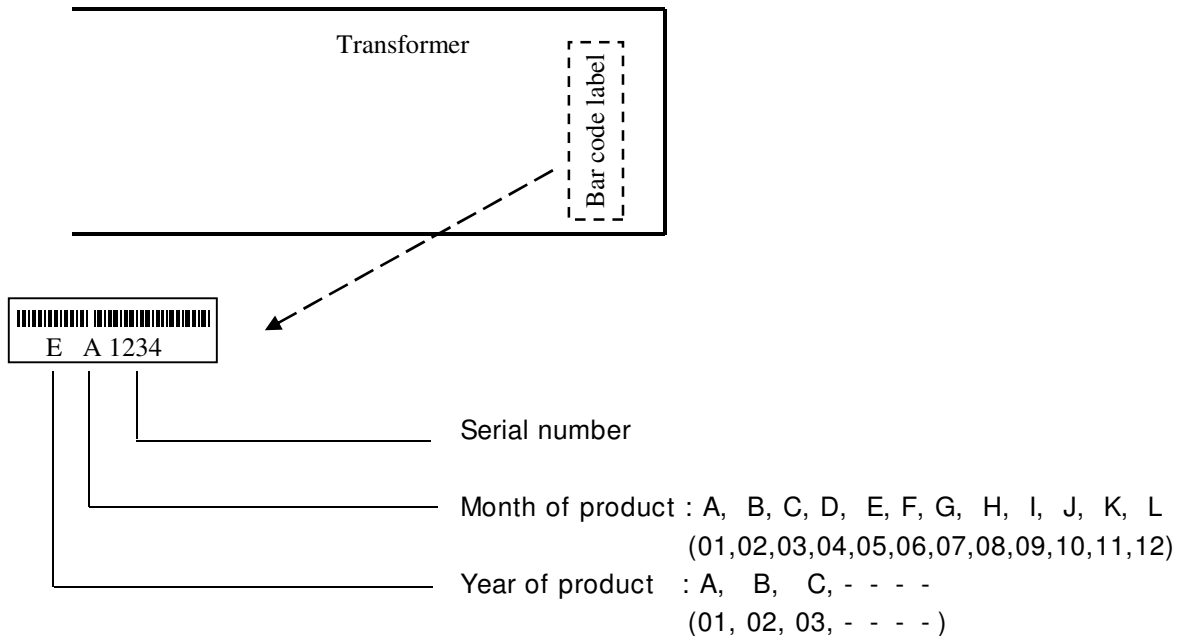 Transformer
Bar code label
E A 1234
Serial number
Month of product : A, B, C, D, E, F, G, H, I, J, K, L
(01,02,03,04,05,06,07,08,09,10,11,12)
Year of product : A, B, C, - - - -
(01, 02, 03, - - - - )